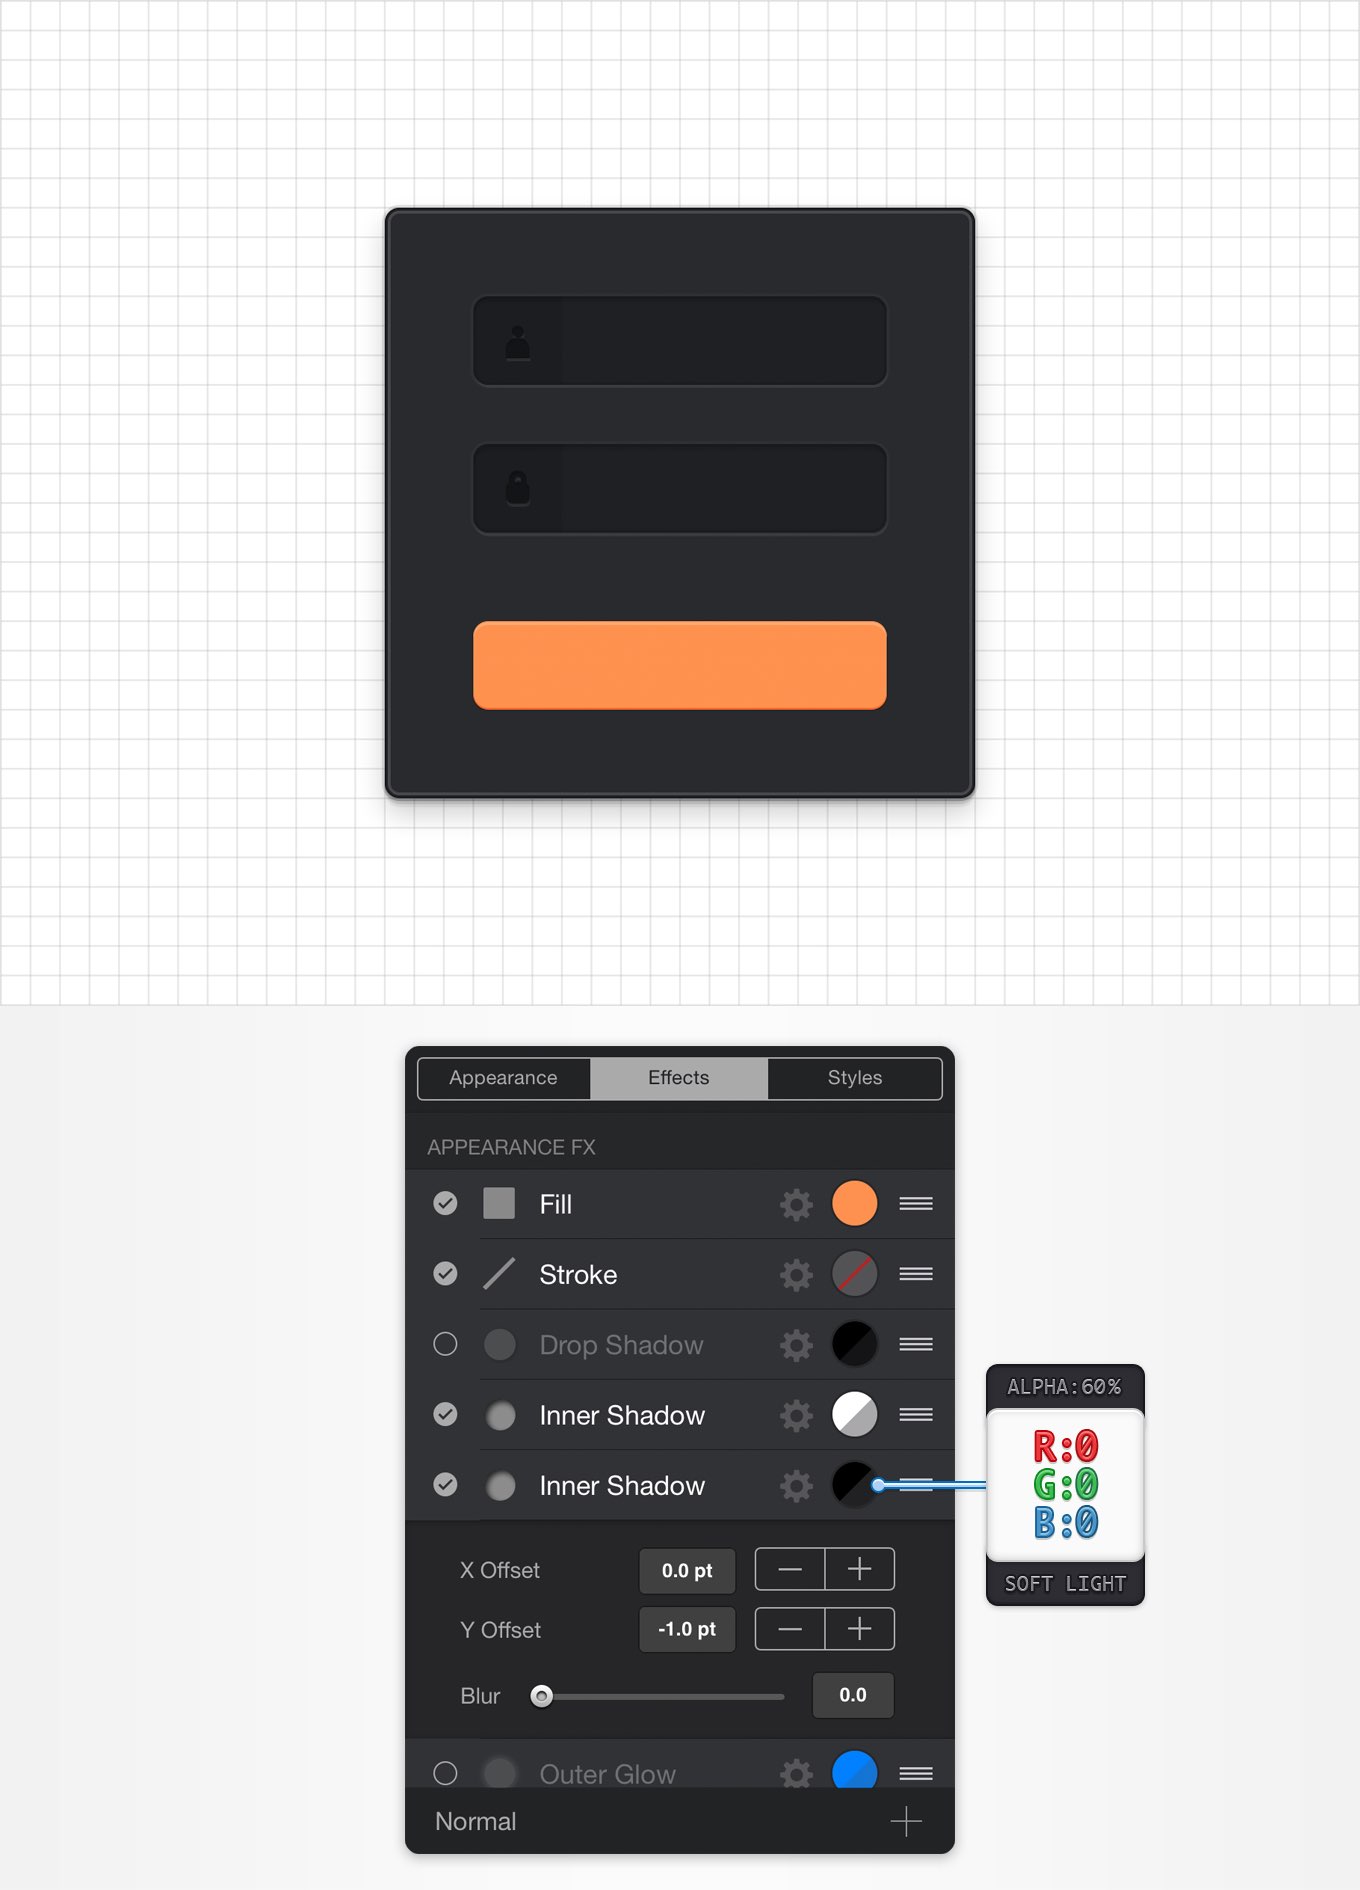 Appearance Effects Styles
APPEARANCE FX
Fill
Stroke
Drop Shadow
Inner Shadow
Inner Shadow
X Offset 0.0 pt
Y Offset -1.0 pt
Blur 0.0
Outer Glow
Normal
ALPHA:60%
R:0
G:0
B:0
SOFT LIGHT